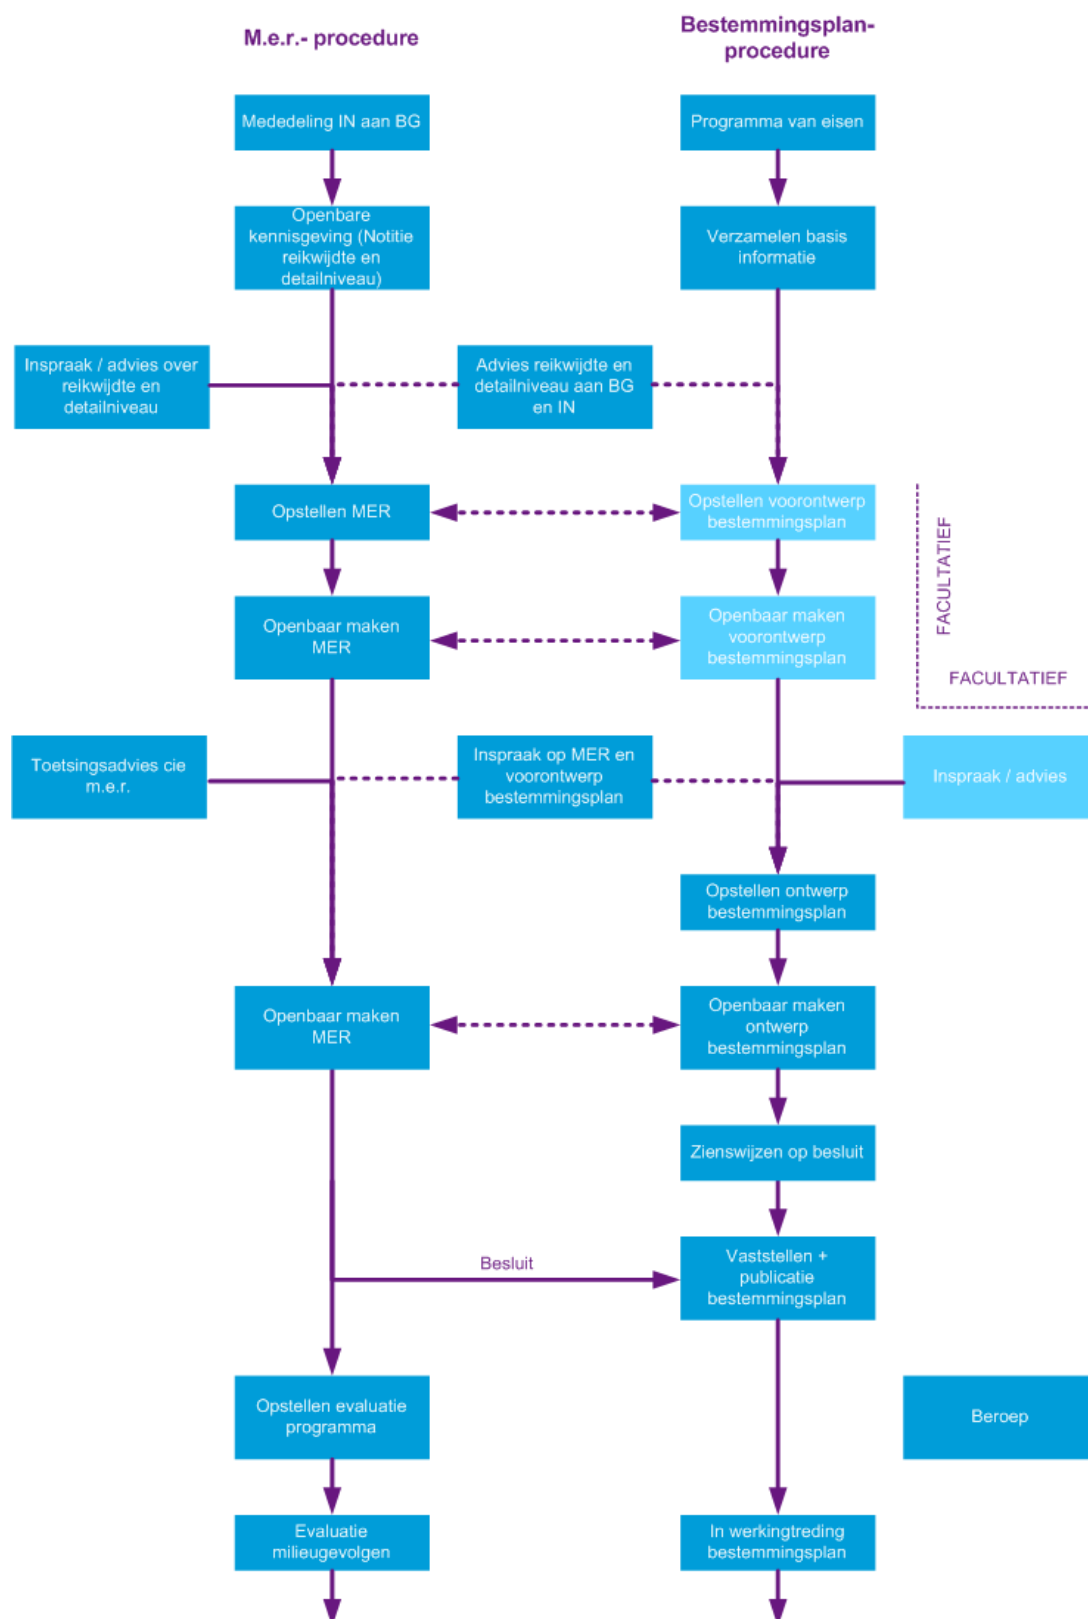 M.e.r.- procedure
Bestemmingsplan-
procedure
Mededeling IN aan BG
Programma van eisen
Openbare
kennisgeving (Notitie
reikwijdte en
detailniveau)
Verzamelen basis
informatie
Inspraak / advies over
reikwijdte en
detailniveau
Advies reikwijdte en
detailniveau aan BG
en IN
Opstellen MER
Opstellen voorontwerp
bestemmingsplan
FACULTATIEF
Openbaar maken
MER
Openbaar maken
voorontwerp
bestemmingsplan
FACULTATIEF
Toetsingsadvies cie
m.e.r.
Inspraak op MER en
voorontwerp
bestemmingsplan
Inspraak / advies
Opstellen ontwerp
bestemmingsplan
Openbaar maken
MER
Openbaar maken
ontwerp
bestemmingsplan
Zienswijzen op besluit
Besluit
Vaststellen +
publicatie
bestemmingsplan
Opstellen evaluatie
programma
Beroep
Evaluatie
milieugevolgen
In werkingtreding
bestemmingsplan